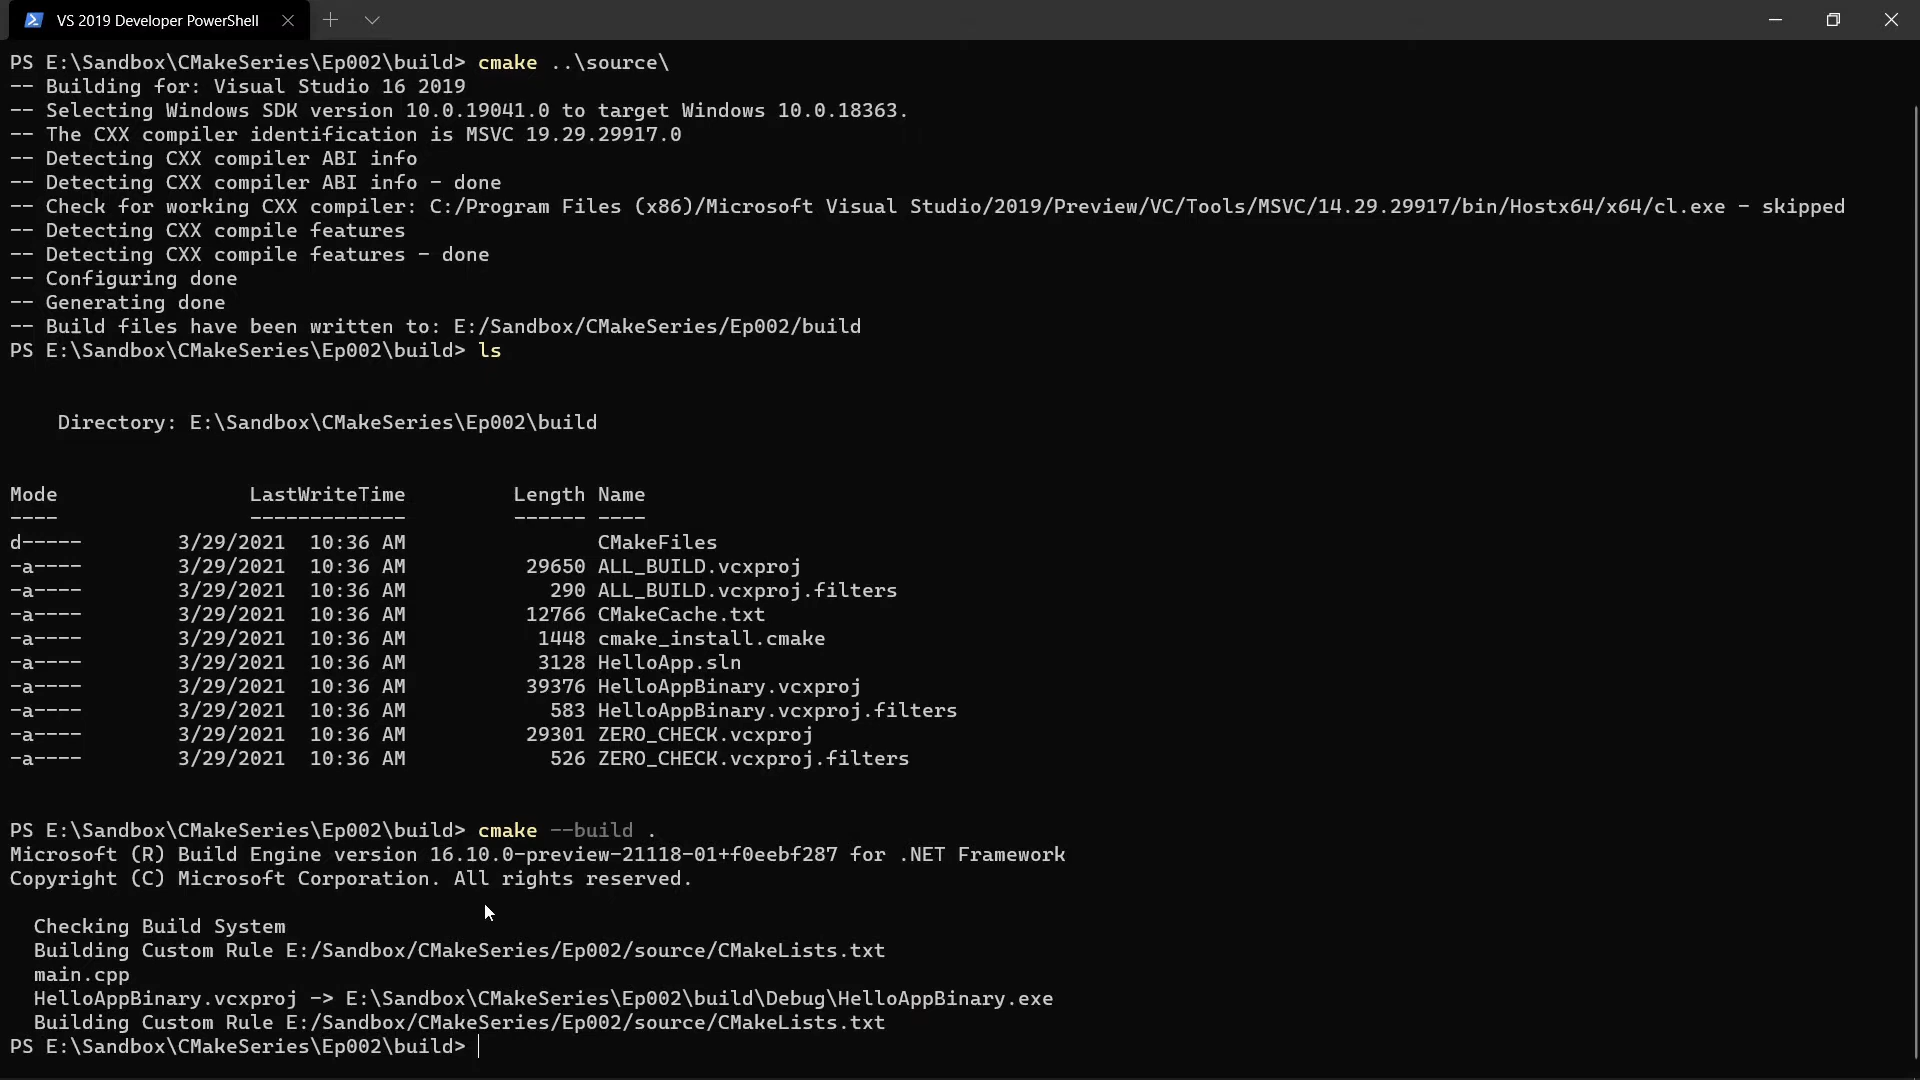 VS 2019 Developer PowerShell
PS E:\Sandbox\CMakeSeries\Ep002\build> cmake ..\source\
-- Building for: Visual Studio 16 2019
-- Selecting Windows SDK version 10.0.19041.0 to target Windows 10.0.18363.
-- The CXX compiler identification is MSVC 19.29.29917.0
-- Detecting CXX compiler ABI info
-- Detecting CXX compiler ABI info - done
-- Check for working CXX compiler: C:/Program Files (x86)/Microsoft Visual Studio/2019/Preview/VC/Tools/MSVC/14.29.29917/bin/Hostx64/x64/cl.exe - skipped
-- Detecting CXX compile features
-- Detecting CXX compile features - done
-- Configuring done
-- Generating done
-- Build files have been written to: E:/Sandbox/CMakeSeries/Ep002/build
PS E:\Sandbox\CMakeSeries\Ep002\build> ls
Directory: E:\Sandbox\CMakeSeries\Ep002\build
Mode                LastWriteTime         Length Name
----                -------------         ------ ----
d-----        3/29/2021  10:36 AM                CMakeFiles
-a----        3/29/2021  10:36 AM          29650 ALL_BUILD.vcxproj
-a----        3/29/2021  10:36 AM            290 ALL_BUILD.vcxproj.filters
-a----        3/29/2021  10:36 AM          12766 CMakeCache.txt
-a----        3/29/2021  10:36 AM           1448 cmake_install.cmake
-a----        3/29/2021  10:36 AM           3128 HelloApp.sln
-a----        3/29/2021  10:36 AM          39376 HelloAppBinary.vcxproj
-a----        3/29/2021  10:36 AM            583 HelloAppBinary.vcxproj.filters
-a----        3/29/2021  10:36 AM          29301 ZERO_CHECK.vcxproj
-a----        3/29/2021  10:36 AM            526 ZERO_CHECK.vcxproj.filters
PS E:\Sandbox\CMakeSeries\Ep002\build> cmake --build .
Microsoft (R) Build Engine version 16.10.0-preview-21118-01+f0eebf287 for .NET Framework
Copyright (C) Microsoft Corporation. All rights reserved.
Checking Build System
Building Custom Rule E:/Sandbox/CMakeSeries/Ep002/source/CMakeLists.txt
main.cpp
HelloAppBinary.vcxproj -> E:\Sandbox\CMakeSeries\Ep002\build\Debug\HelloAppBinary.exe
Building Custom Rule E:/Sandbox/CMakeSeries/Ep002/source/CMakeLists.txt
PS E:\Sandbox\CMakeSeries\Ep002\build>